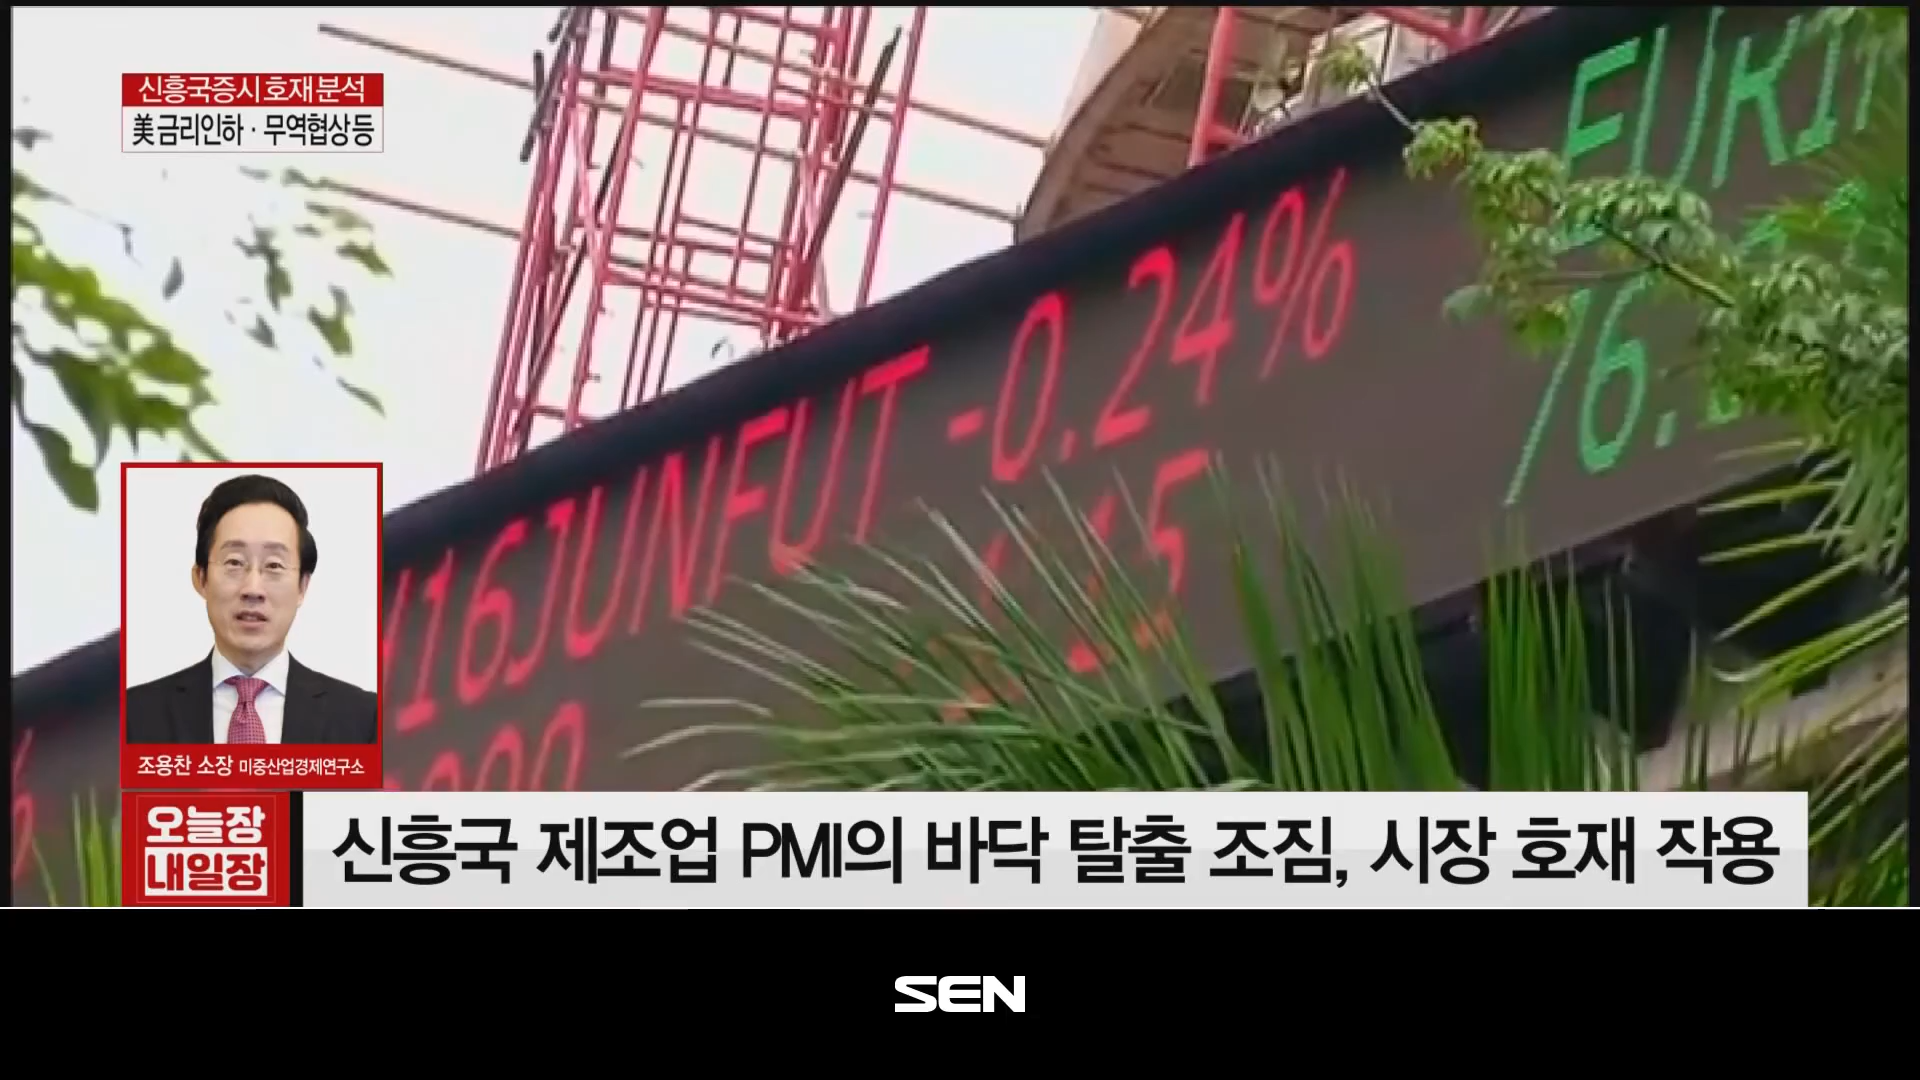 신흥국증시 호재 분석
美 금리인하 · 무역협상 등
16JUNFUT -0.24%
조용찬 소장 미중산업경제연구소
오늘장
내일장
신흥국 제조업 PMI의 바닥 탈출 조짐, 시장 호재 작용
SEN